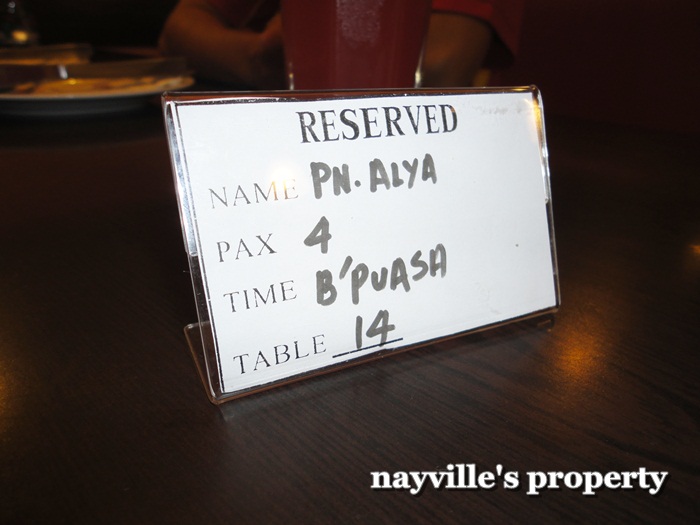 RESERVED
NAME PN. ALYA
PAX 4
TIME B'PUASA
TABLE 14
nayville's property